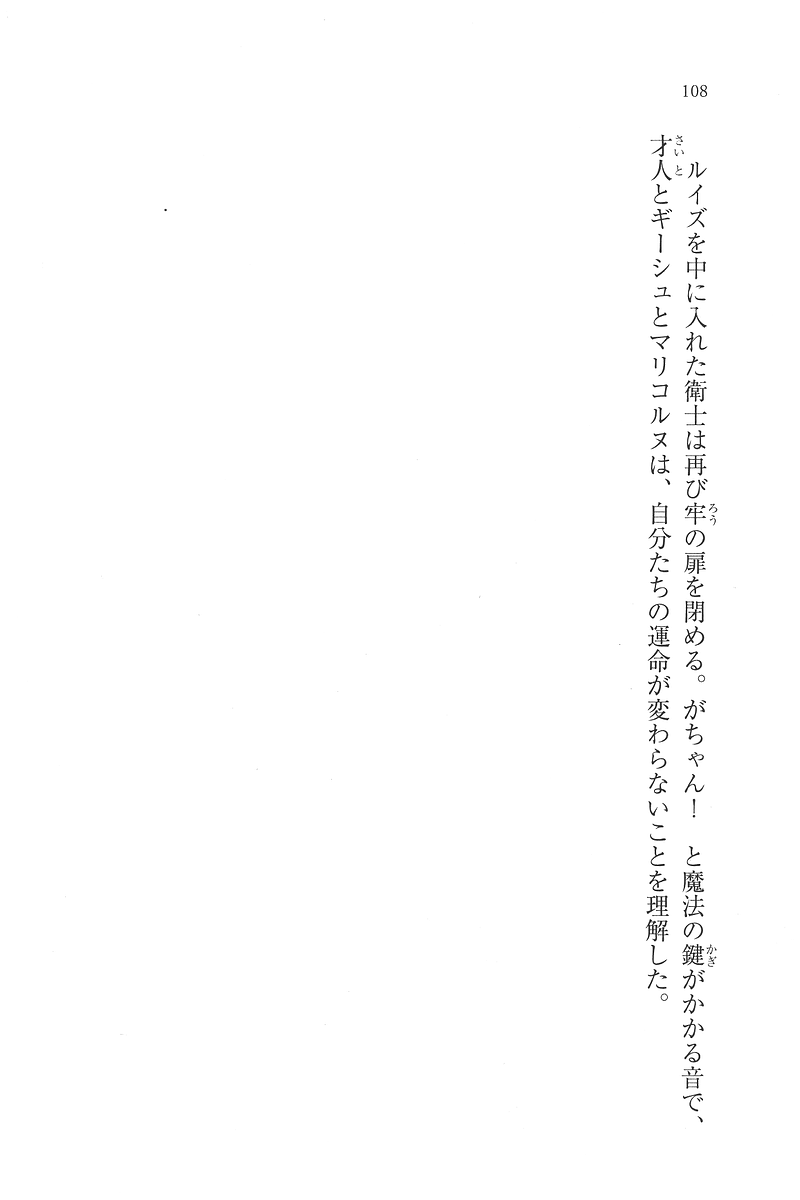 108
　ルイズを中に入れた衛士は再び牢の扉を閉める。がちゃん！　と魔法の鍵がかかる音で、
才人とギーシュとマリコルヌは、自分たちの運命が変わらないことを理解した。
ろう
かぎ
さいと